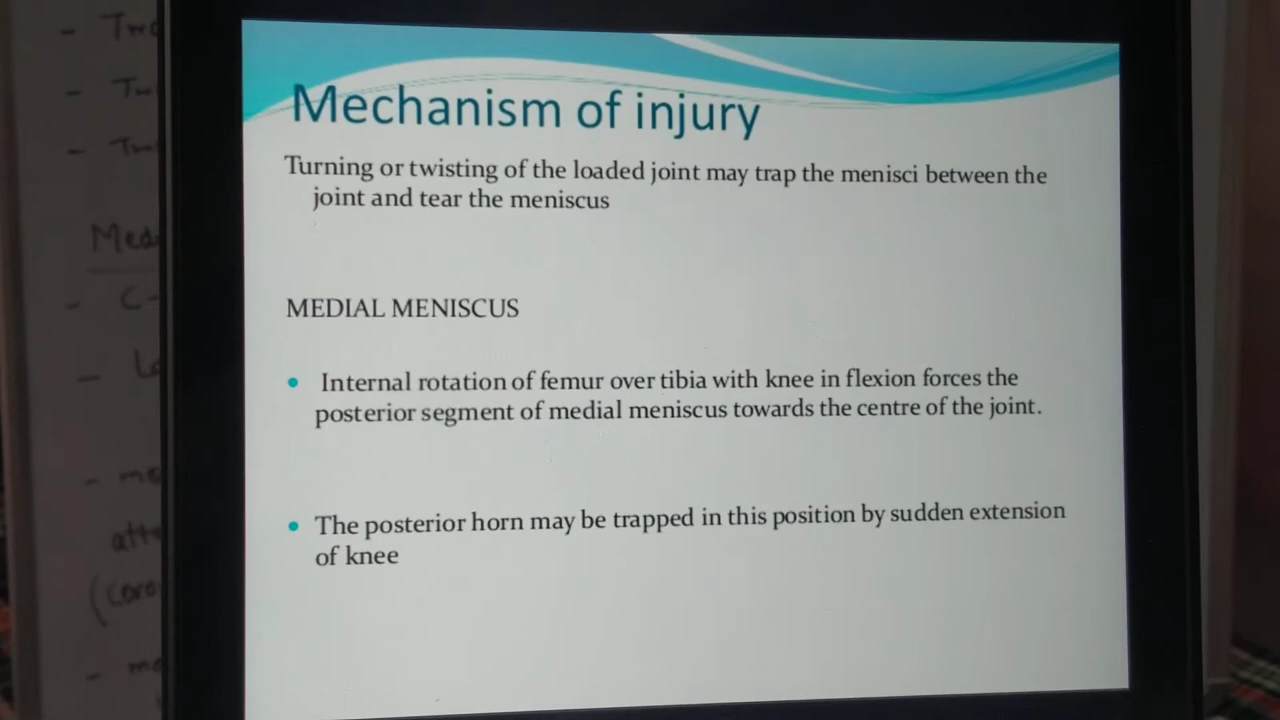 Mechanism of injury
Turning or twisting of the loaded joint may trap the menisci between the
joint and tear the meniscus
MEDIAL MENISCUS
• Internal rotation of femur over tibia with knee in flexion forces the
posterior segment of medial meniscus towards the centre of the joint.
• The posterior horn may be trapped in this position by sudden extension
of knee